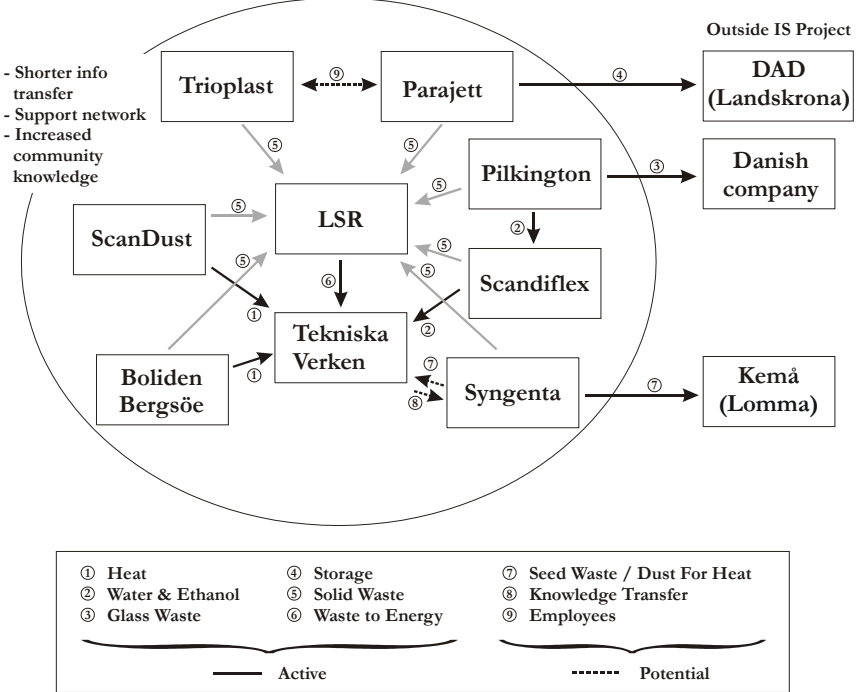 Outside IS Project
- Shorter info
transfer
- Support network
- Increased
community
knowledge
Trioplast
⑨
Parajett
④
DAD
(Landskrona)
⑤
⑤
Pilkington
③
Danish
company
⑤
LSR
②
ScanDust
⑤
⑤
Scandiflex
⑤
⑤
⑥
①
②
Tekniska
Verken
Boliden
Bergsöe
①
⑦
⑧
Syngenta
⑦
Kemå
(Lomma)
① Heat
② Water & Ethanol
③ Glass Waste
④ Storage
⑤ Solid Waste
⑥ Waste to Energy
⑦ Seed Waste / Dust For Heat
⑧ Knowledge Transfer
⑨ Employees
Active
Potential